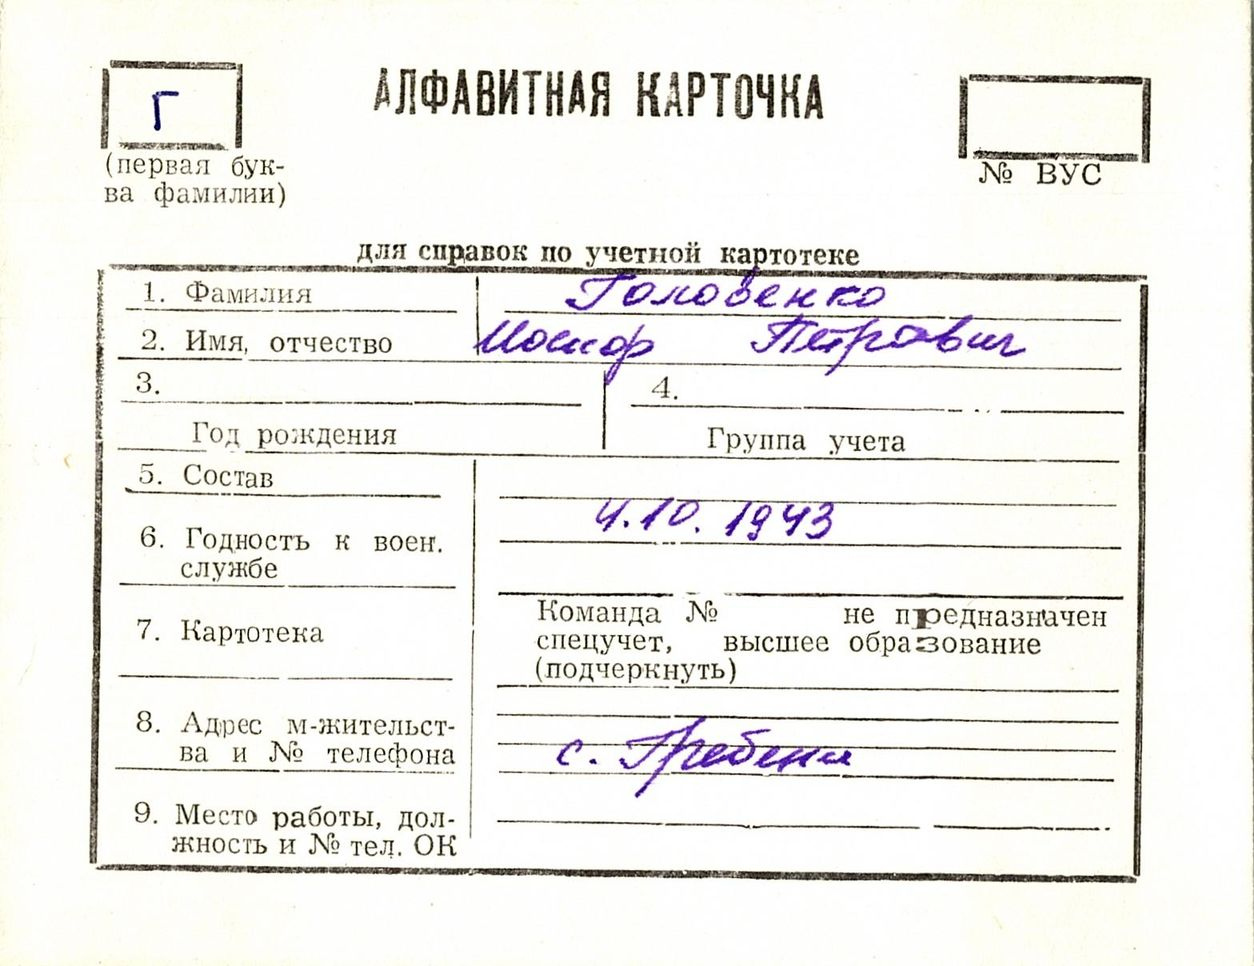 Г
АЛФАВИТНАЯ КАРТОЧКА
(первая бук-
ва фамилии)
№ ВУС
для справок по учетной картотеке
1. Фамилия Головенко
2. Имя, отчество Иосиф Петрович
3. 4.
Год рождения Группа учета
5. Состав
4.10.1943
6. Годность к воен.
службе
7. Картотека
Команда № не предназначен
спецучет, высшее образование
(подчеркнуть)
8. Адрес м-жительст-
ва и № телефона
с. Гребени
9. Место работы, дол-
жность и № тел. ОК